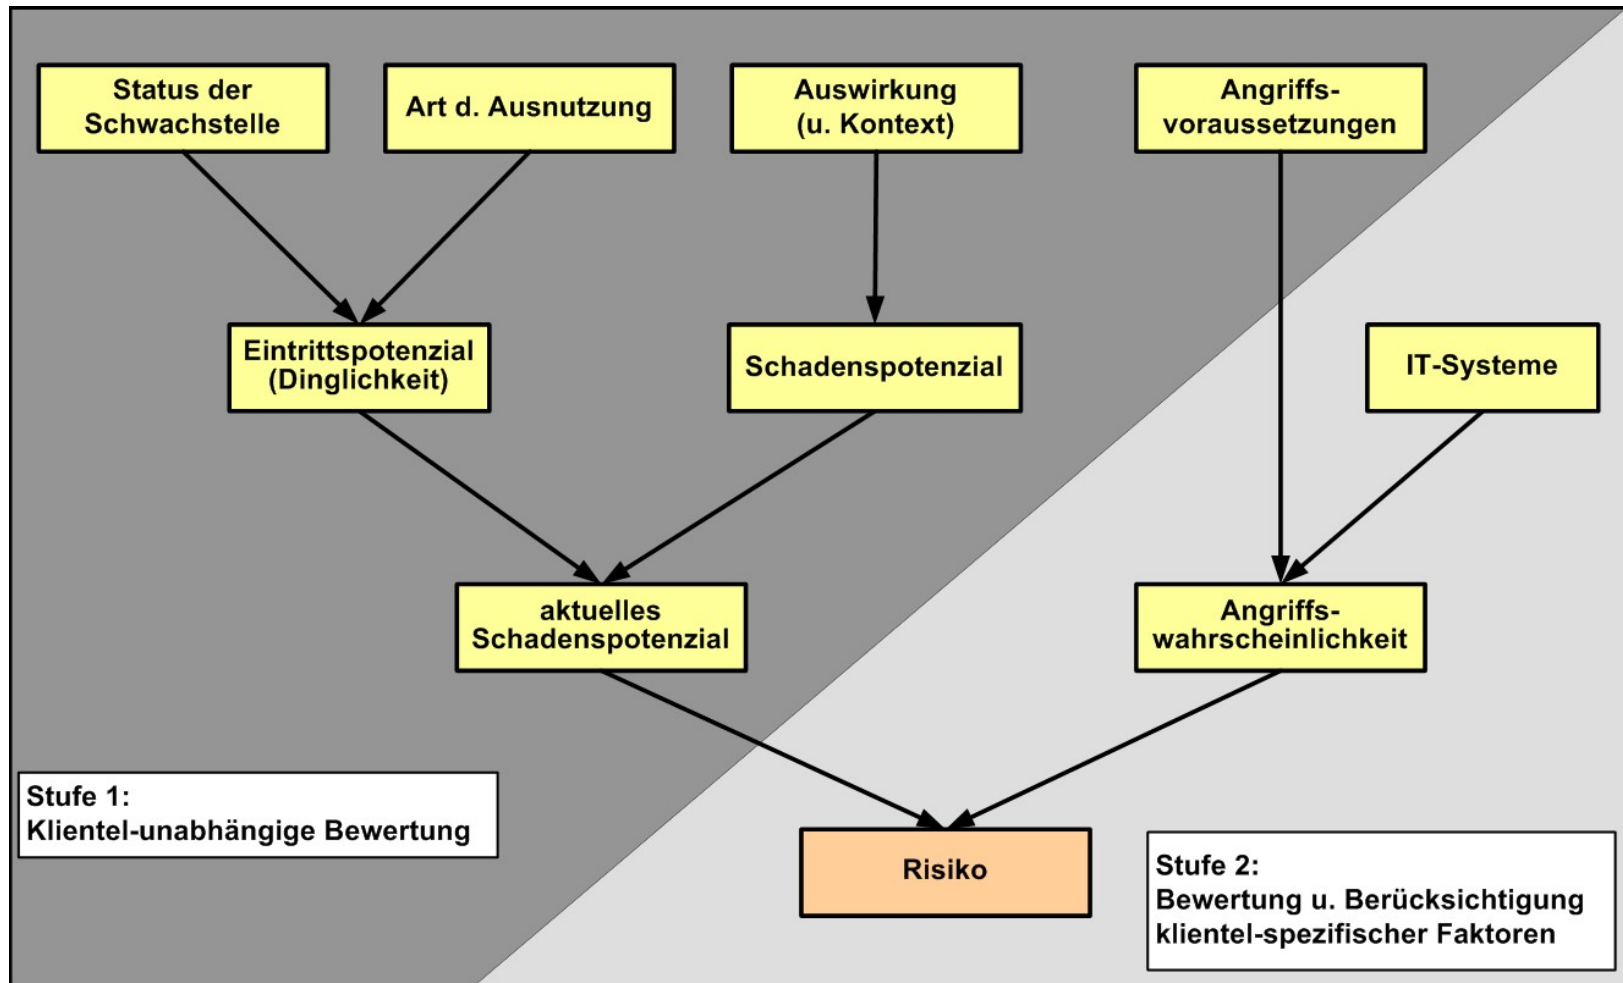 Status der
Schwachstelle
Art d. Ausnutzung
Auswirkung
(u. Kontext)
Angriffs-
voraussetzungen
Eintrittspotenzial
(Dinglichkeit)
Schadenspotenzial
IT-Systeme
aktuelles
Schadenspotenzial
Angriffs-
wahrscheinlichkeit
Stufe 1:
Klientel-unabhängige Bewertung
Risiko
Stufe 2:
Bewertung u. Berücksichtigung
klientel-spezifischer Faktoren